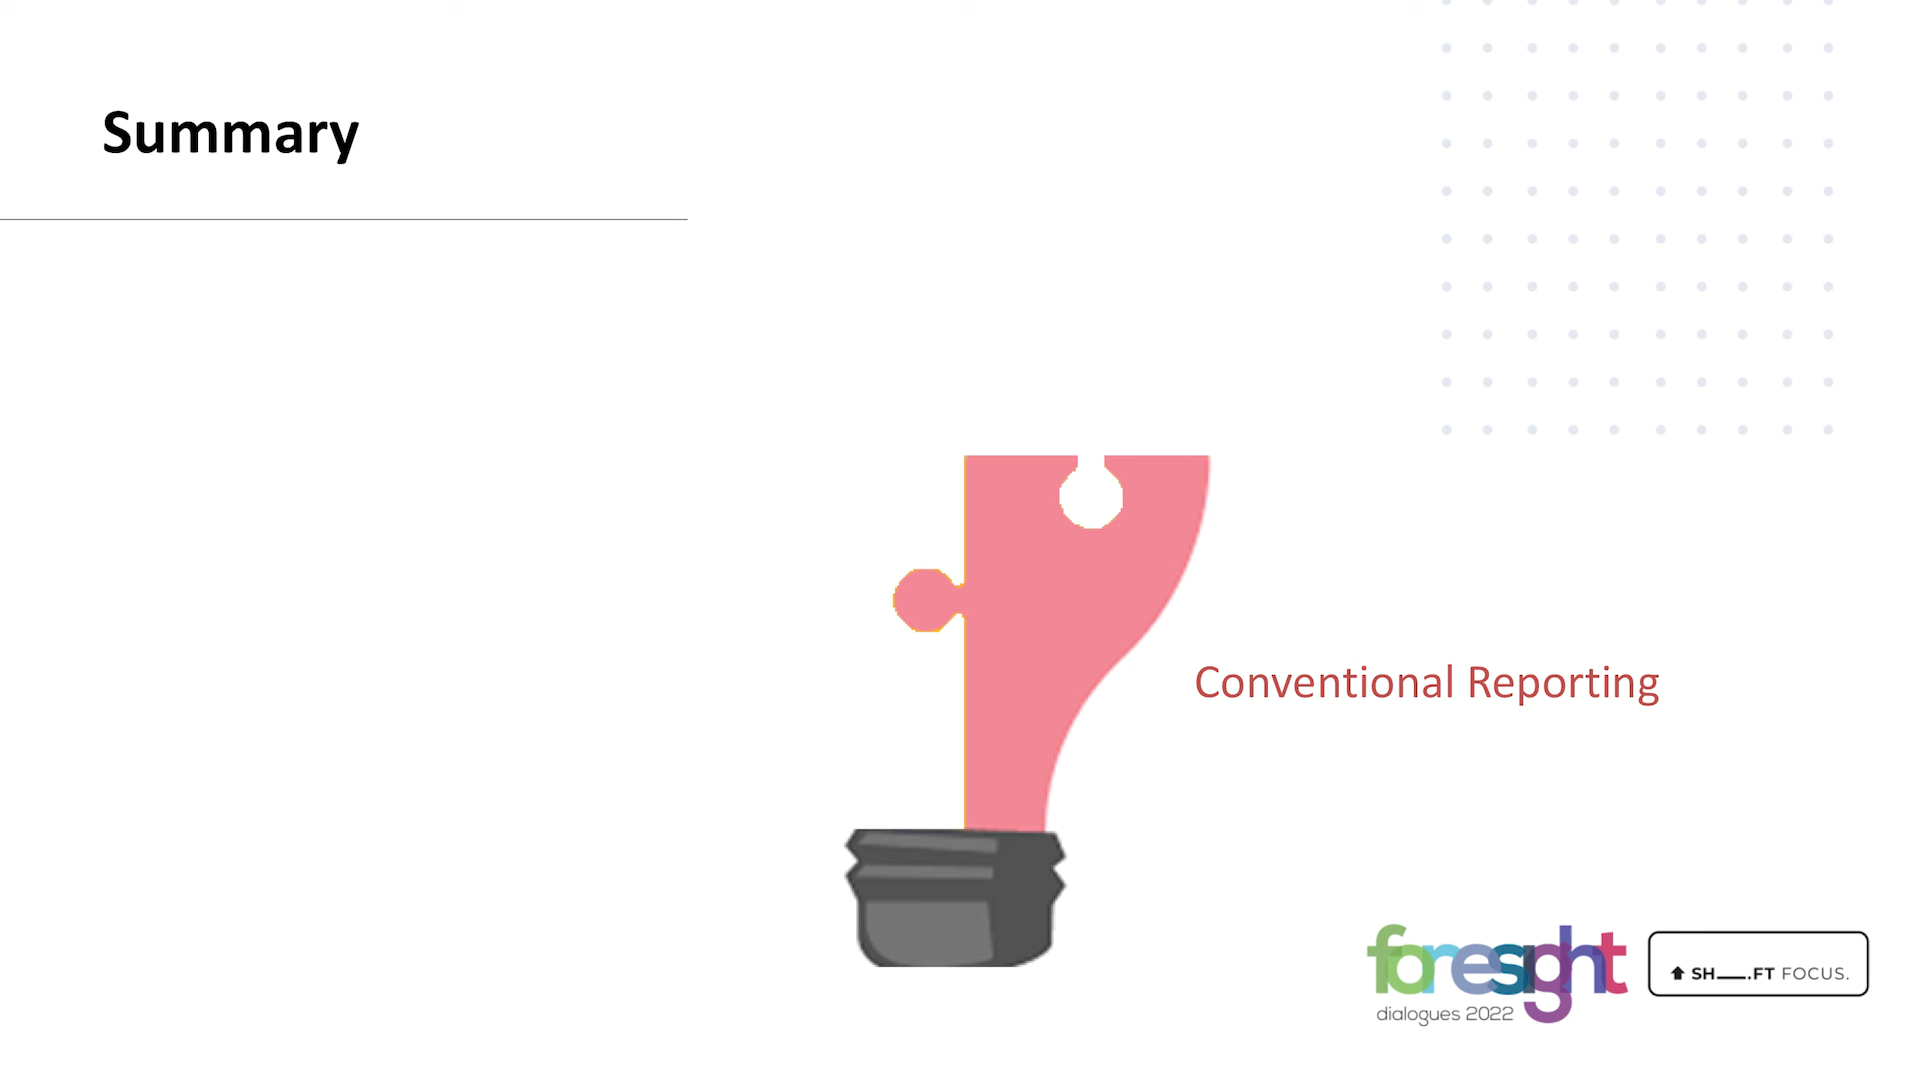 Summary
Conventional Reporting
foresight
dialogues 2022
SH__.FT FOCUS.